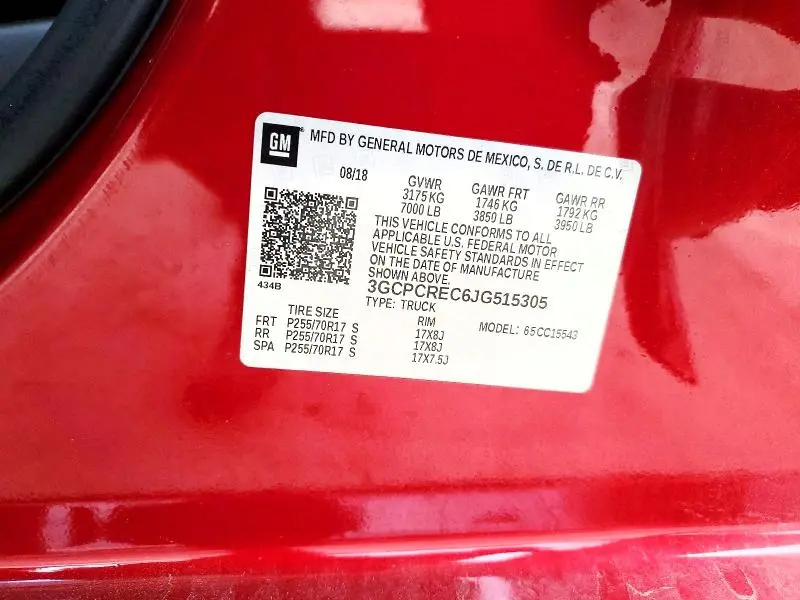 GM
MFD BY GENERAL MOTORS DE MEXICO, S. DE R.L. DE C.V.
08/18
GVWR GAWR FRT GAWR RR
3175 KG 1746 KG 1792 KG
7000 LB 3850 LB 3950 LB
THIS VEHICLE CONFORMS TO ALL
APPLICABLE U.S. FEDERAL MOTOR
VEHICLE SAFETY STANDARDS IN EFFECT
ON THE DATE OF MANUFACTURE
SHOWN ABOVE.
434B
3GCPCREC6JG515305
TYPE: TRUCK MODEL: 65CC15543
TIRE SIZE RIM
FRT P255/70R17 S 17X8J
RR P255/70R17 S 17X8J
SPA P255/70R17 S 17X7.5J